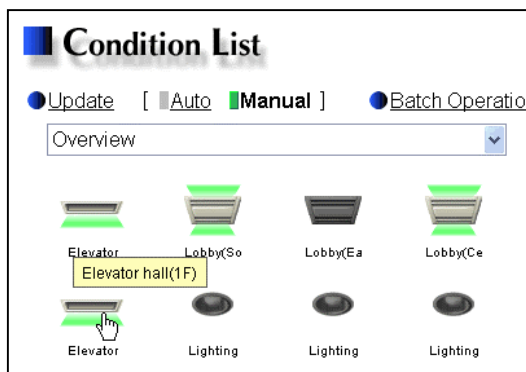 Condition List
Update [ Auto Manual ] Batch Operatio
Overview
Elevator Lobby(So Lobby(Ea Lobby(Ce
Elevator hall(1F)
Elevator Lighting Lighting Lighting